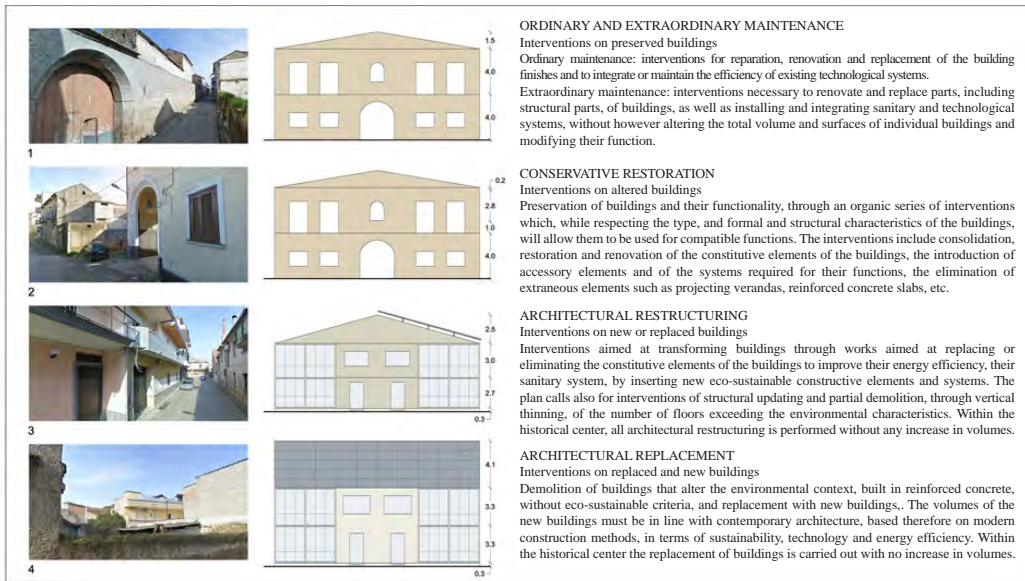 ORDINARY AND EXTRAORDINARY MAINTENANCE
Interventions on preserved buildings
Ordinary maintenance: interventions for reparation, renovation and replacement of the building
finishes and to integrate or maintain the efficiency of existing technological systems.
Extraordinary maintenance: interventions necessary to renovate and replace parts, including
structural parts, of buildings, as well as installing and integrating sanitary and technological
systems, without however altering the total volume and surfaces of individual buildings and
modifying their function.
1.5
4.0
4.0
1
CONSERVATIVE RESTORATION
Interventions on altered buildings
Preservation of buildings and their functionality, through an organic series of interventions
which, while respecting the type, and formal and structural characteristics of the buildings,
will allow them to be used for compatible functions. The interventions include consolidation,
restoration and renovation of the constitutive elements of the buildings, the introduction of
accessory elements and of the systems required for their functions, the elimination of
extraneous elements such as projecting verandas, reinforced concrete slabs, etc.
0.2
2.8
1.0
4.0
2
ARCHITECTURAL RESTRUCTURING
Interventions on new or replaced buildings
Interventions aimed at transforming buildings through works aimed at replacing or
eliminating the constitutive elements of the buildings to improve their energy efficiency, their
sanitary system, by inserting new eco-sustainable constructive elements and systems. The
plan calls also for interventions of structural updating and partial demolition, through vertical
thinning, of the number of floors exceeding the environmental characteristics. Within the
historical center, all architectural restructuring is performed without any increase in volumes.
2.5
3.0
2.7
0.3
3
ARCHITECTURAL REPLACEMENT
Interventions on replaced and new buildings
Demolition of buildings that alter the environmental context, built in reinforced concrete,
without eco-sustainable criteria, and replacement with new buildings,. The volumes of the
new buildings must be in line with contemporary architecture, based therefore on modern
construction methods, in terms of sustainability, technology and energy efficiency. Within
the historical center the replacement of buildings is carried out with no increase in volumes.
4.1
3.3
3.3
0.3
4